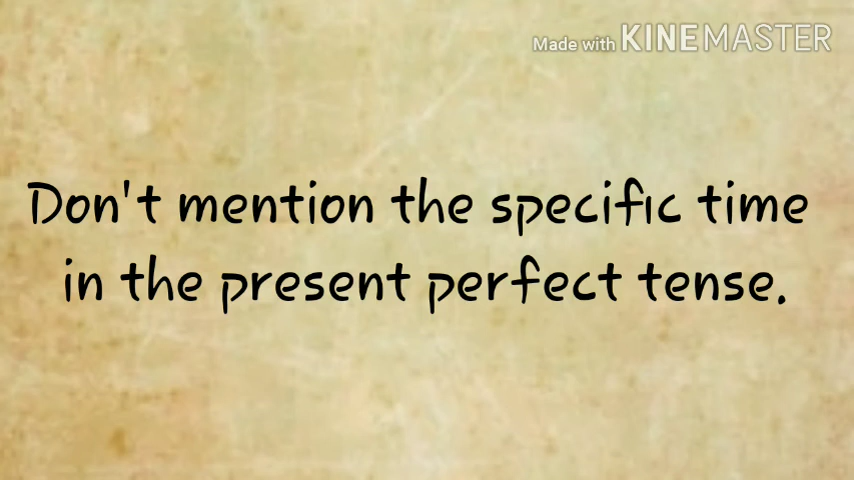 Made with KINEMASTER
Don't mention the specific time
in the present perfect tense.